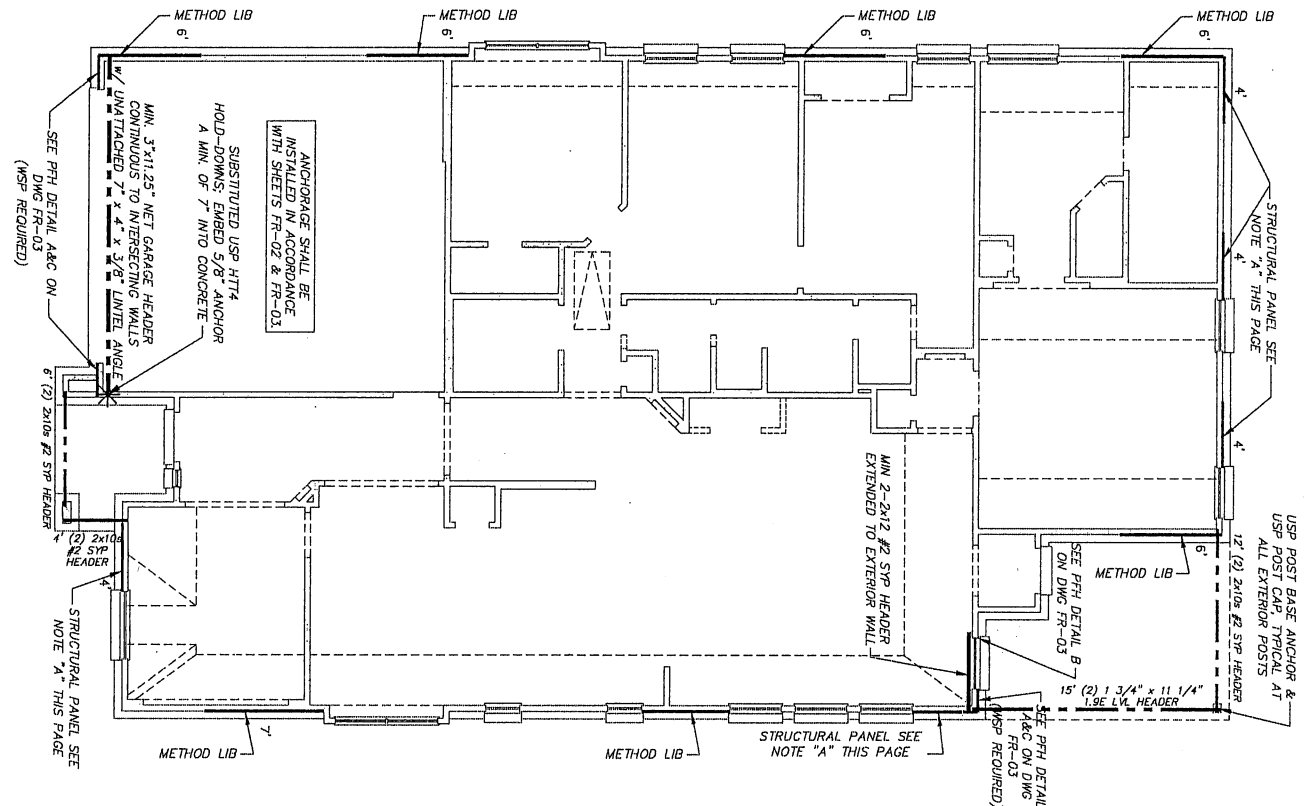 METHOD LIB
METHOD LIB
METHOD LIB
METHOD LIB
6'
6'
6'
6'
4'
STRUCTURAL PANEL SEE
NOTE "A" THIS PAGE
4'
4'
SEE PFH DETAIL A&C ON
DWG FR-03
(WSP REQUIRED)
MIN. 3"x11.25" NET GARAGE HEADER
CONTINUOUS TO INTERSECTING WALLS
W/ UNATTACHED 7" x 4" x 3/8" LINTEL ANGLE
SUBSTITUTED USP HTT4
HOLD-DOWNS; EMBED 5/8" ANCHOR
A MIN. OF 7" INTO CONCRETE
ANCHORAGE SHALL BE
INSTALLED IN ACCORDANCE
WITH SHEETS FR-02 & FR-03.
6' (2) 2x10s #2 SYP HEADER
4' (2) 2x10s
#2 SYP
HEADER
4'
STRUCTURAL PANEL SEE
NOTE "A" THIS PAGE
MIN 2-2x12 #2 SYP HEADER
EXTENDED TO EXTERIOR WALL
SEE PFH DETAIL B
ON DWG FR-03
6'
METHOD LIB
USP POST BASE ANCHOR &
USP POST CAP, TYPICAL AT
ALL EXTERIOR POSTS
12' (2) 2x10s #2 SYP HEADER
15' (2) 1 3/4" x 11 1/4"
1.9E LVL HEADER
SEE PFH DETAIL
A&C ON DWG
FR-03
(WSP REQUIRED)
METHOD LIB
7'
METHOD LIB
STRUCTURAL PANEL SEE
NOTE "A" THIS PAGE